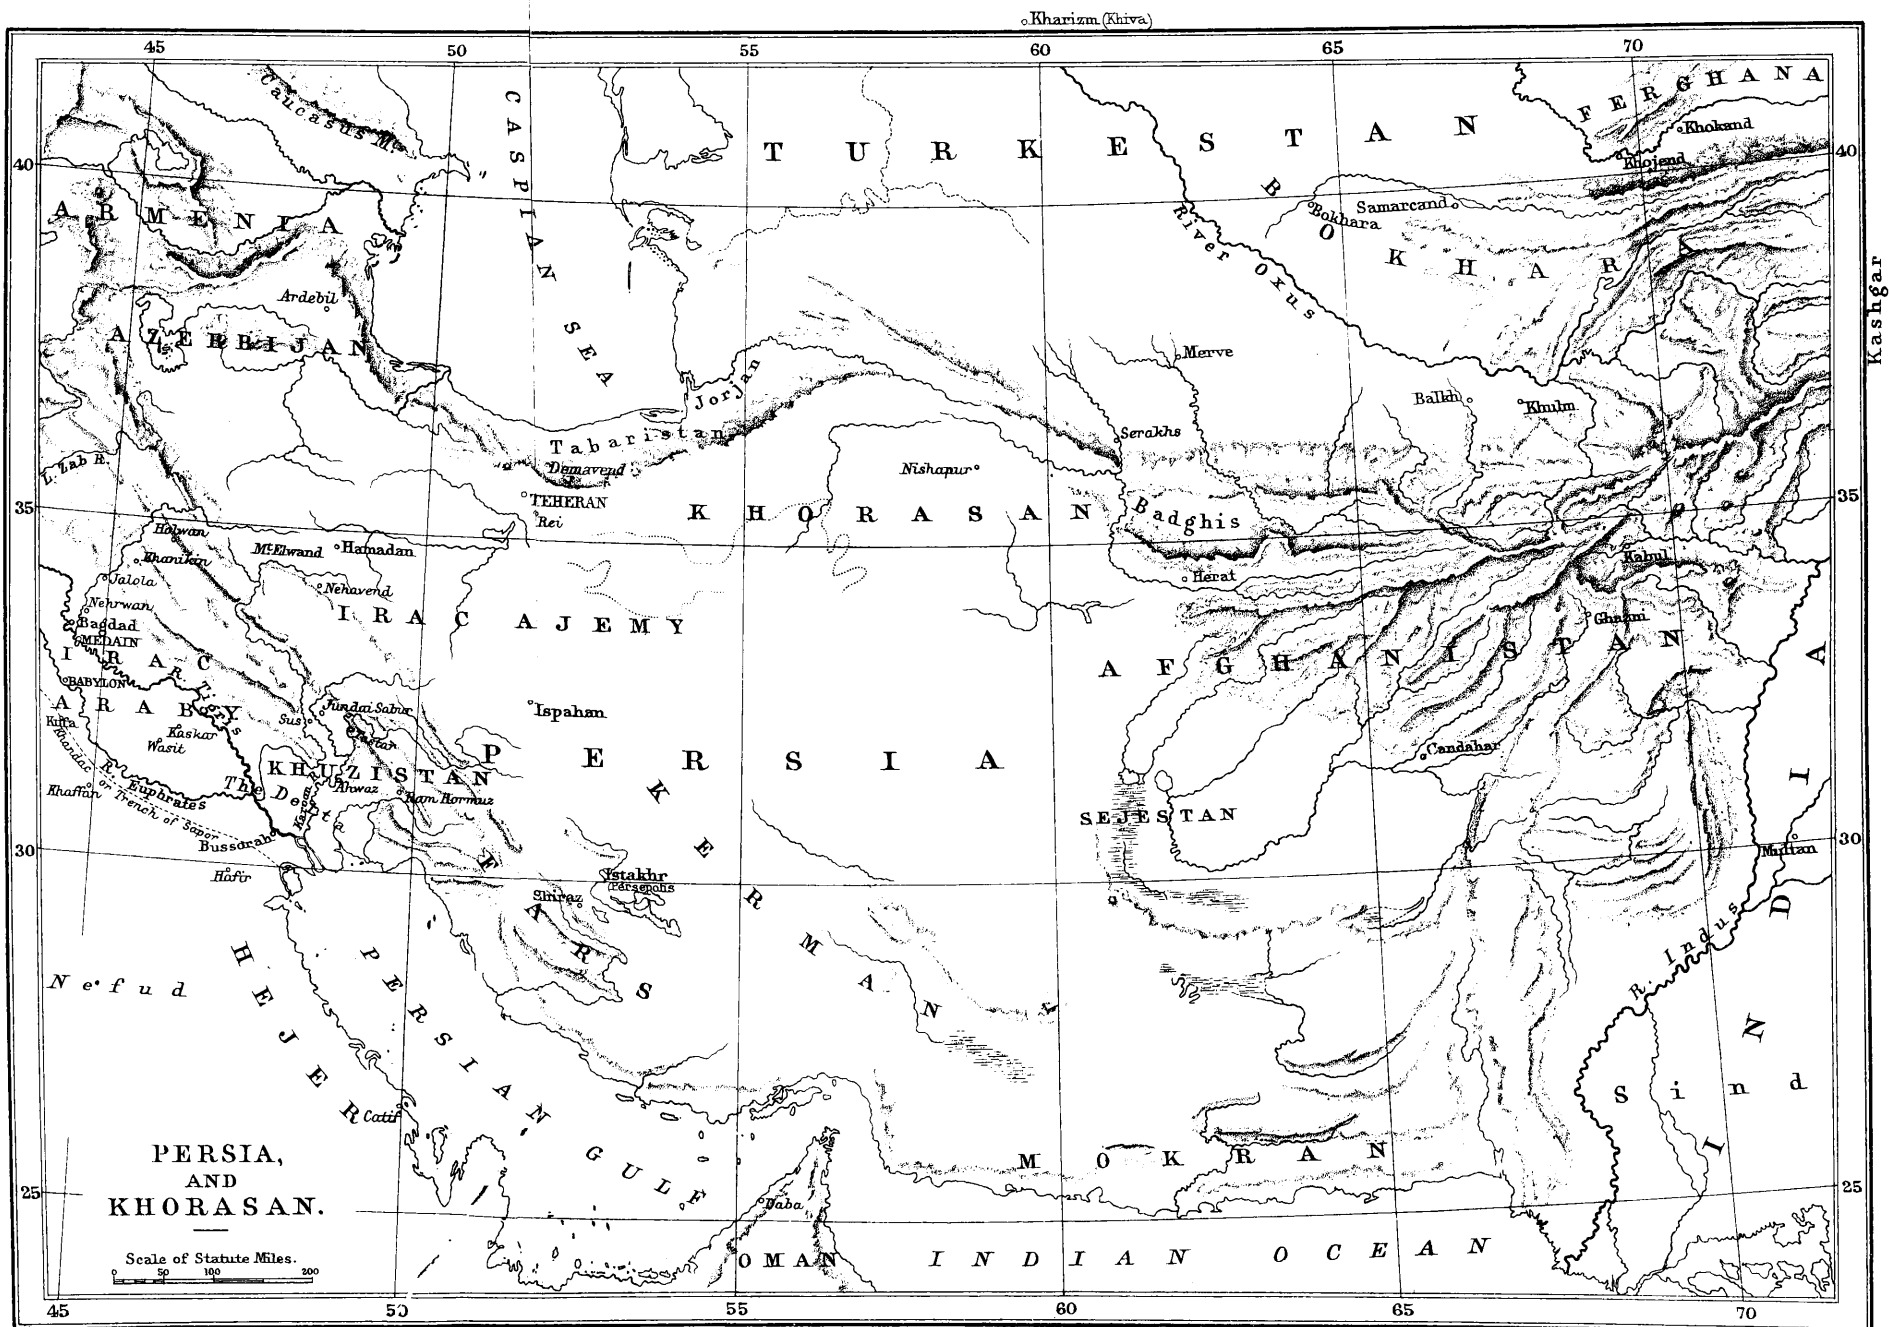 Kharizm (Khiva)
45 50 55 60 65 70
CASPIAN SEA
Caucasus Mts.
TURKESTAN
FERGHANA
Khokand
Khojend
40 40
ARMENIA
BOKHARA
Bokhara
Samarcand
River Oxus
Kashgar
Ardebil
AZERBIJAN
Merve
Jorjan
Balkh
Khulm
Tabaristan
Serakhs
L. Zab R.
Demavend
Nishapur
TEHERAN
35 35
KHORASAN
Badghis
Rei
Holwan
Mt. Elwand
Hamadan
Khanikin
Kabul
Jalola
Herat
Nehavend
Nehrwan
Ghazni
IRAC AJEMY
Bagdad
MEDAIN
IRAC
AFGHANISTAN
R. Tigris
BABYLON
ARABY
Jundai Sabur
Ispahan
Sus
Kufa
Kaskar
Tostar
Wasit
Candahar
PERSIA
KHUZISTAN
INDIA
The Delta
Ahwaz
Ram Hormuz
R. Euphrates
Khaffan
Khandac or Trench of Sapor
Karoon
KERMAN
SEJESTAN
Bussorah
30 30
Multan
Hafir
Istakhr
(Persepolis
Shiraz
FARS
R. Indus
Nefud
HEJER
PERSIAN GULF
Sind
Catif
PERSIA,
AND
KHORASAN.
MOKRAN
25 25
Daba
Scale of Statute Miles.
0 50 100 200
OMAN
INDIAN OCEAN
45 50 55 60 65 70